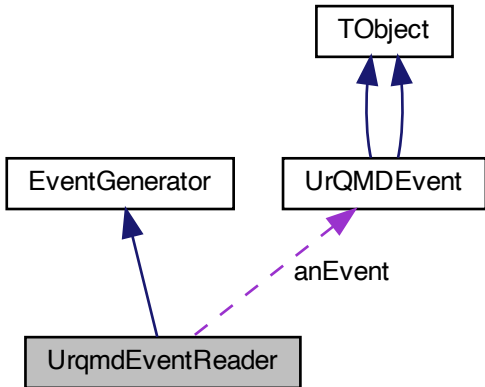 TObject
EventGenerator
UrQMDEvent
anEvent
UrqmdEventReader